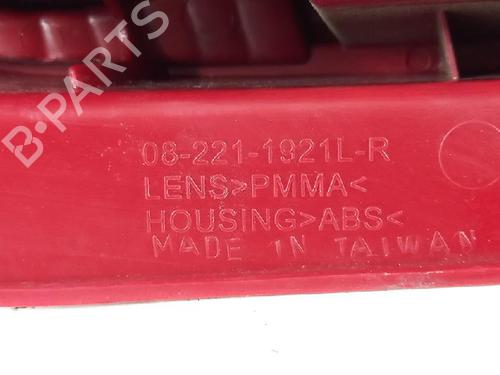 B-PARTS
08-221-1921L-R
LENS>PMMA<
HOUSING>ABS<
MADE IN TAIWAN